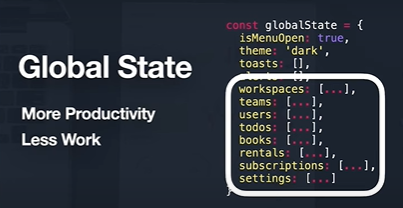 Global State
More Productivity
Less Work
const globalState = {
isMenuOpen: true,
theme: 'dark',
toasts: [],
alerts: [],
workspaces: [...],
teams: [...],
users: [...],
todos: [...],
books: [...],
rentals: [...],
subscriptions: [...],
settings: [...]
}